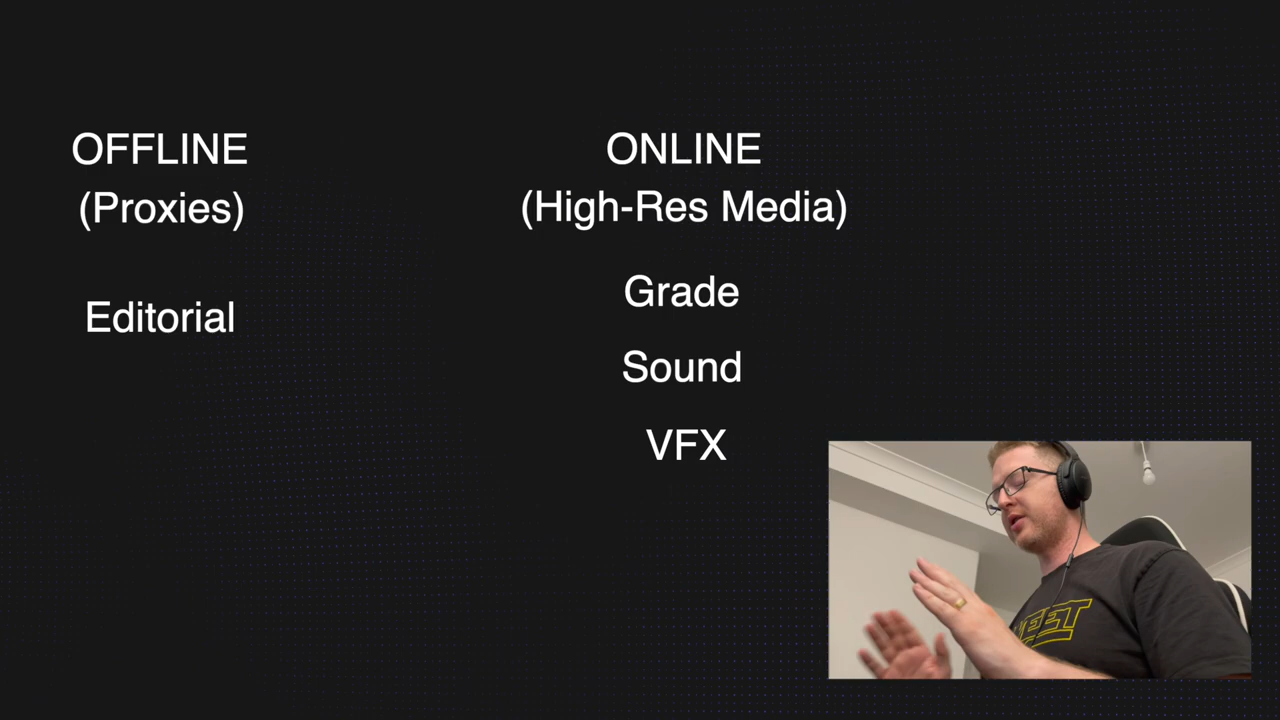 OFFLINE
(Proxies)
Editorial
ONLINE
(High-Res Media)
Grade
Sound
VFX